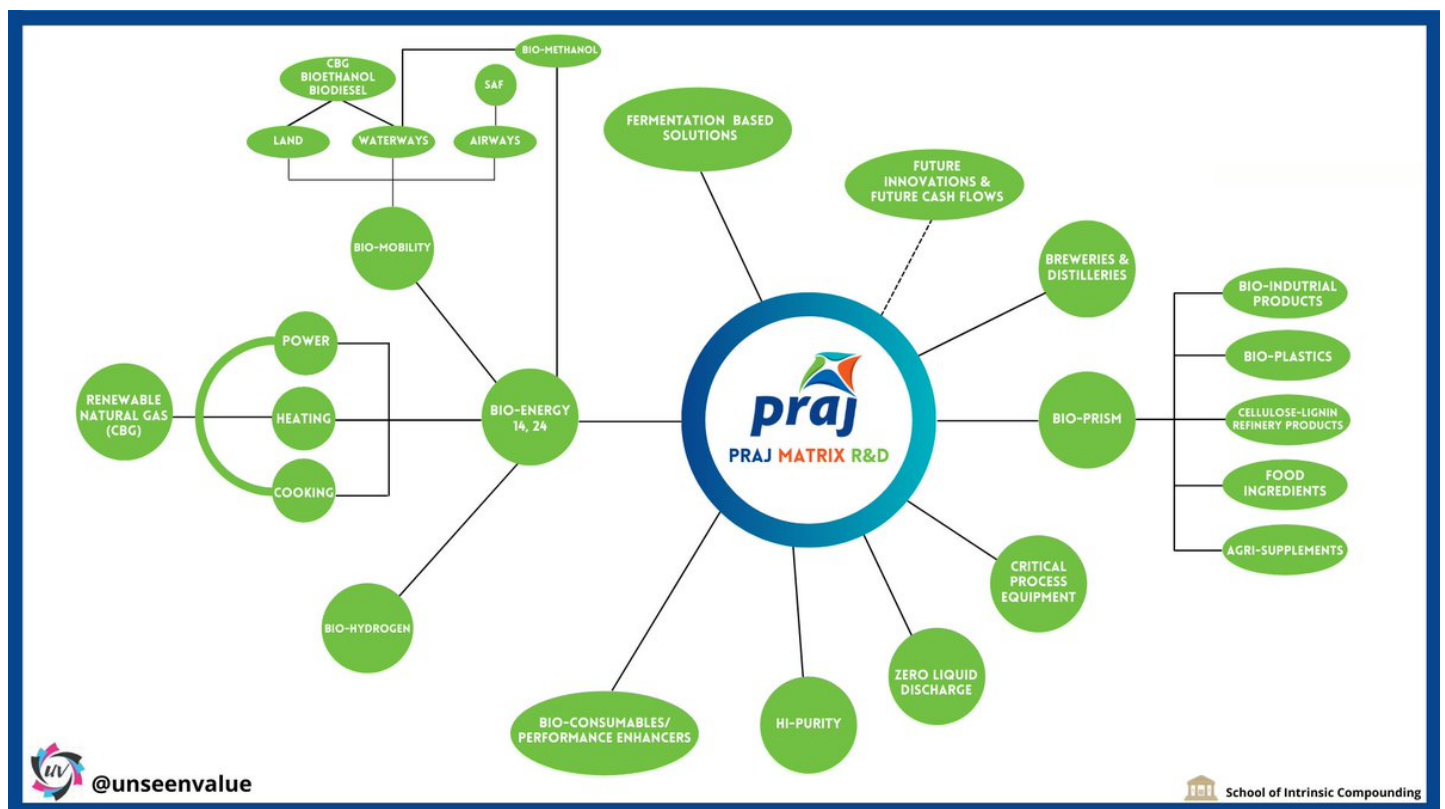 BIO-METHANOL
CBG
BIOETHANOL
BIODIESEL
SAF
LAND
WATERWAYS
AIRWAYS
BIO-MOBILITY
FERMENTATION BASED
SOLUTIONS
FUTURE
INNOVATIONS &
FUTURE CASH FLOWS
BREWERIES &
DISTILLERIES
POWER
HEATING
COOKING
RENEWABLE
NATURAL GAS
(CBG)
BIO-ENERGY
14, 24
praj
PRAJ MATRIX R&D
BIO-PRISM
BIO-INDUTRIAL
PRODUCTS
BIO-PLASTICS
CELLULOSE-LIGNIN
REFINERY PRODUCTS
FOOD
INGREDIENTS
AGRI-SUPPLEMENTS
BIO-HYDROGEN
CRITICAL
PROCESS
EQUIPMENT
ZERO LIQUID
DISCHARGE
HI-PURITY
BIO-CONSUMABLES/
PERFORMANCE ENHANCERS
UV
@unseenvalue
School of Intrinsic Compounding